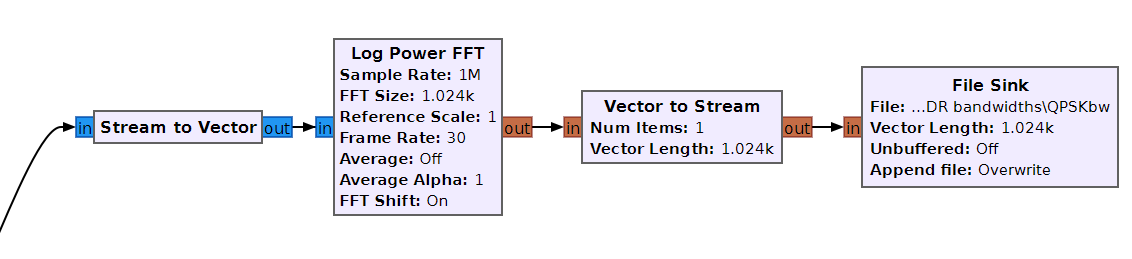 in
Stream to Vector
out
in
Log Power FFT
Sample Rate: 1M
FFT Size: 1.024k
Reference Scale: 1
Frame Rate: 30
Average: Off
Average Alpha: 1
FFT Shift: On
out
in
Vector to Stream
Num Items: 1
Vector Length: 1.024k
out
in
File Sink
File: ...DR bandwidths\QPSKbw
Vector Length: 1.024k
Unbuffered: Off
Append file: Overwrite